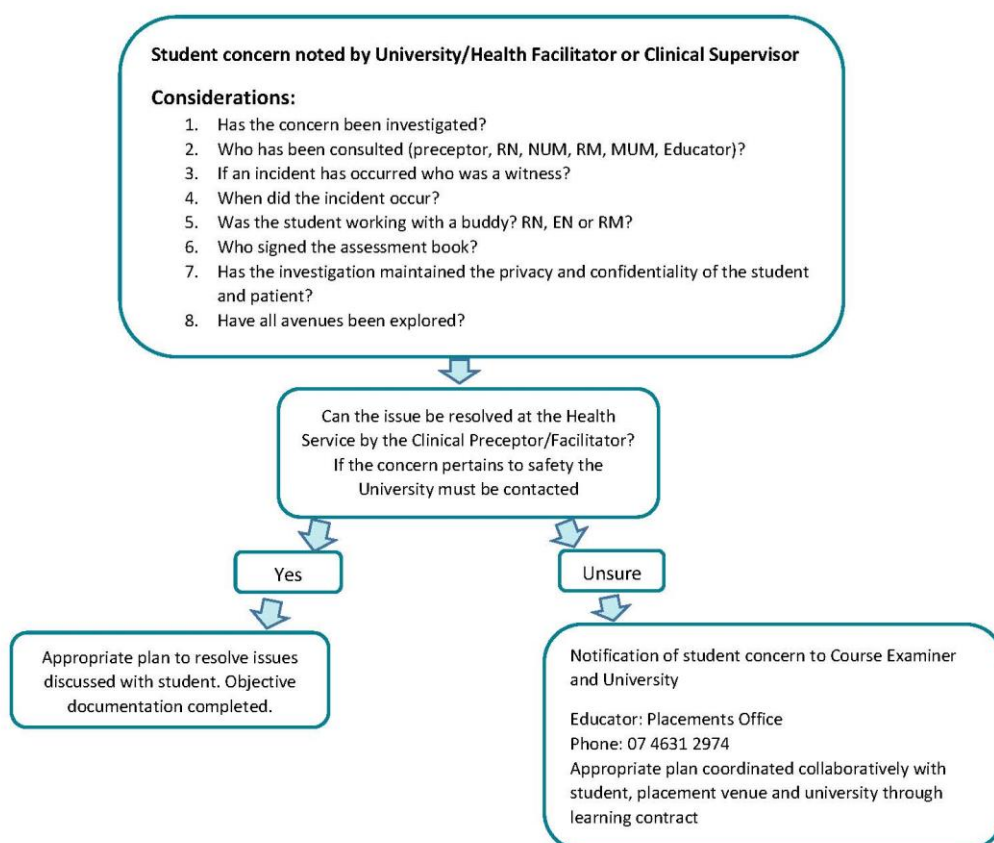 Student concern noted by University/Health Facilitator or Clinical Supervisor
Considerations:
1. Has the concern been investigated?
2. Who has been consulted (preceptor, RN, NUM, RM, MUM, Educator)?
3. If an incident has occurred who was a witness?
4. When did the incident occur?
5. Was the student working with a buddy? RN, EN or RM?
6. Who signed the assessment book?
7. Has the investigation maintained the privacy and confidentiality of the student
and patient?
8. Have all avenues been explored?
Can the issue be resolved at the Health
Service by the Clinical Preceptor/Facilitator?
If the concern pertains to safety the
University must be contacted
Yes
Unsure
Appropriate plan to resolve issues
discussed with student. Objective
documentation completed.
Notification of student concern to Course Examiner
and University
Educator: Placements Office
Phone: 07 4631 2974
Appropriate plan coordinated collaboratively with
student, placement venue and university through
learning contract